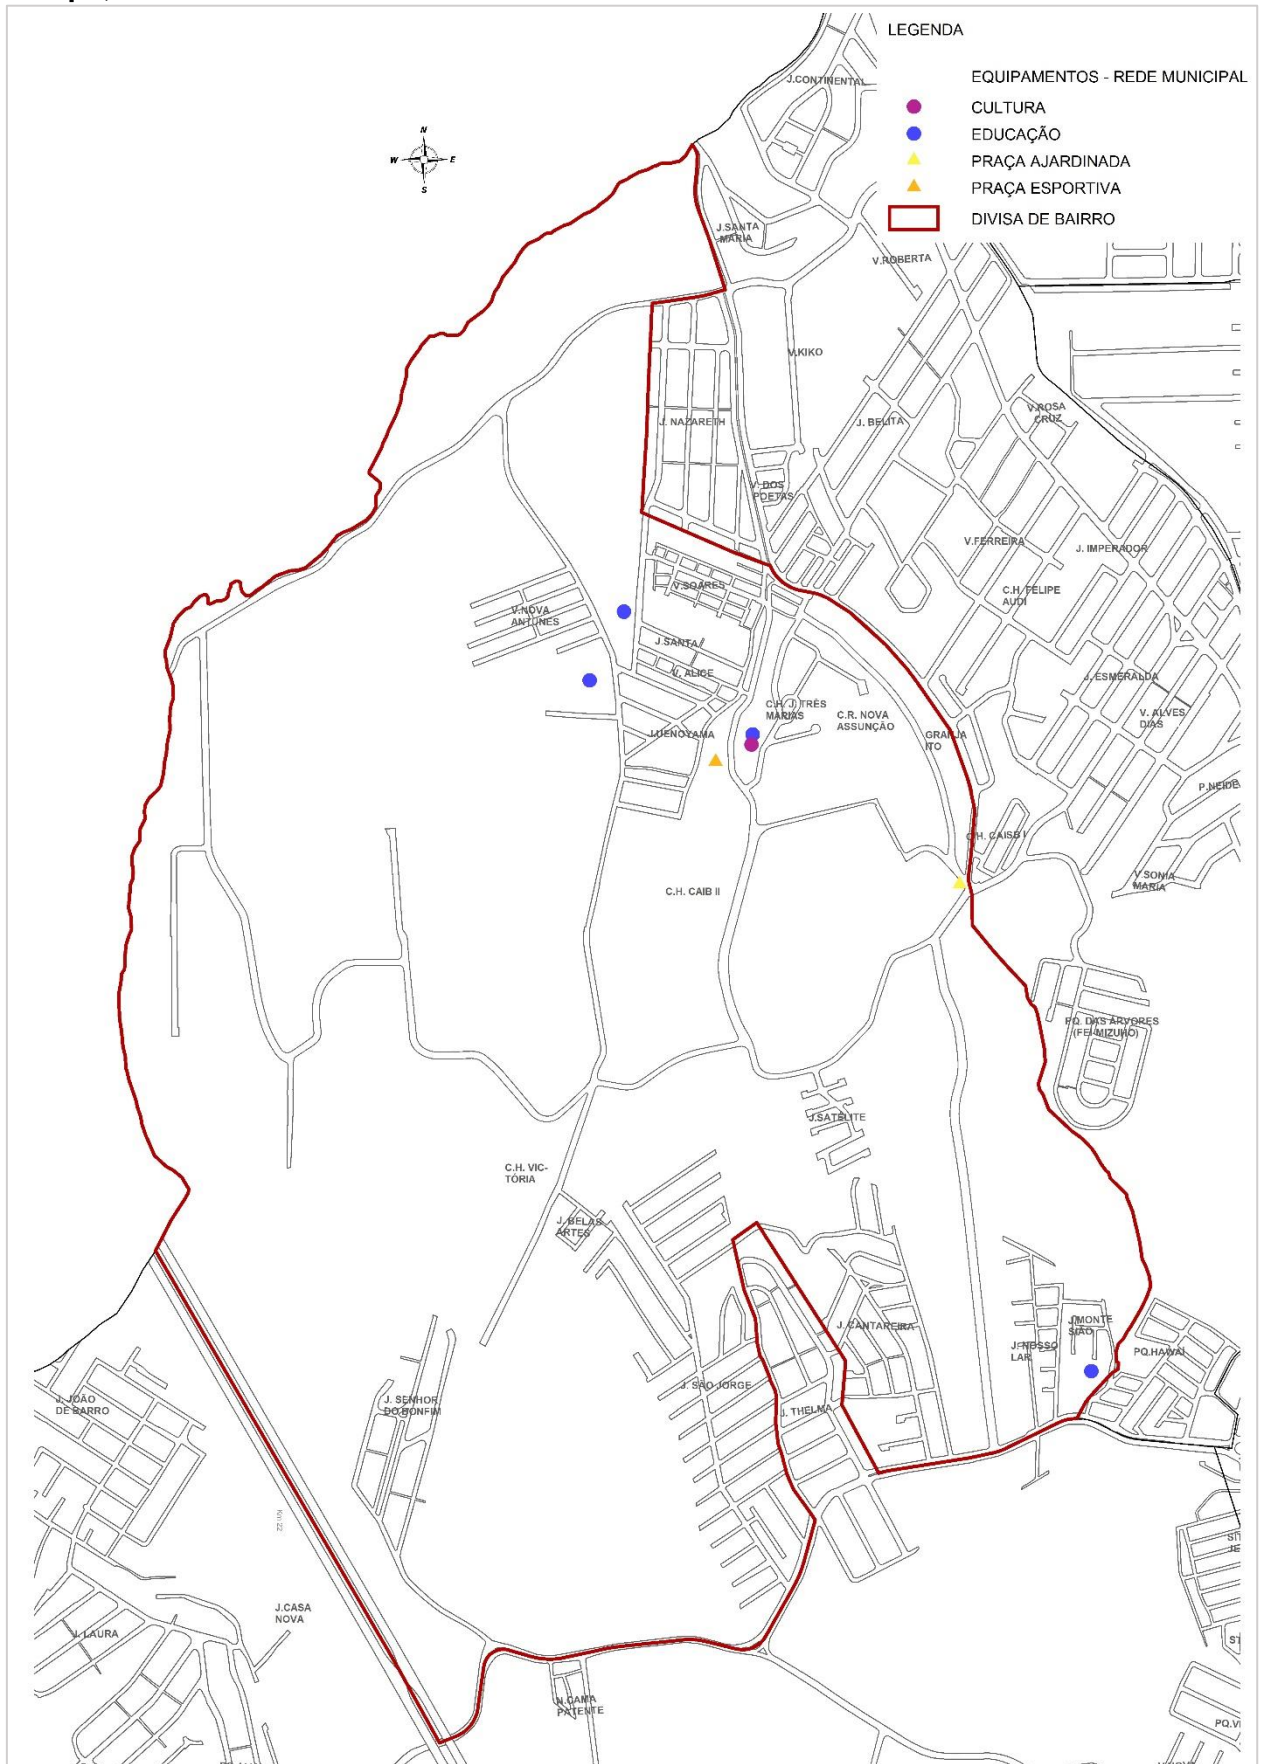 LEGENDA
EQUIPAMENTOS - REDE MUNICIPAL
CULTURA
EDUCAÇÃO
PRAÇA AJARDINADA
PRAÇA ESPORTIVA
DIVISA DE BAIRRO
J.CONTINENTAL
N
W
E
S
J.SANTA
MARIA
V.ROBERTA
V.KIKO
V.ROSA
CRUZ
J. NAZARETH
J. BELITA
V. DOS
POETAS
V.FERREIRA
J. IMPERADOR
V.SOARES
C.H. FELIPE
AUDI
V.NOVA
ANTUNES
J.SANTA
V. ALICE
J. ESMERALDA
C.H. J. TRÊS
MARIAS
C.R. NOVA
ASSUNÇÃO
V. ALVES
DIAS
J.UENOYAMA
GRANJA
ITO
P.NEIDE
C.H. CAISB I
V.SONIA
MARIA
C.H. CAIB II
PQ. DAS ÁRVORES
(FEI-MIZUHO)
J.SATÉLITE
C.H. VIC-
TÓRIA
J. BELAS
ARTES
J. CANTAREIRA
J.MONTE
SIÃO
J.NOSSO
LAR
PQ.HAWAÍ
J. SÃO JORGE
J. THELMA
J. JOÃO
DE BARRO
J. SENHOR
DO BONFIM
Km 22
J.CASA
NOVA
J. LAURA
N.CAMA
PATENTE